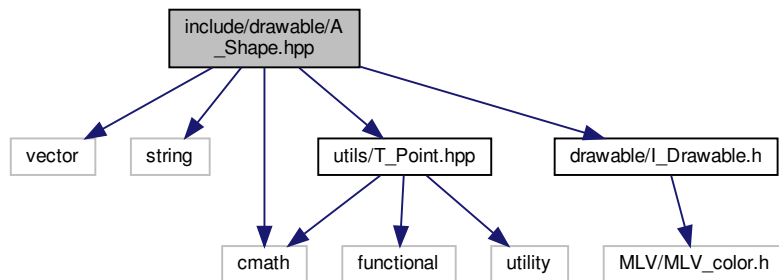 include/drawable/A
_Shape.hpp
vector
string
utils/T_Point.hpp
drawable/I_Drawable.h
cmath
functional
utility
MLV/MLV_color.h